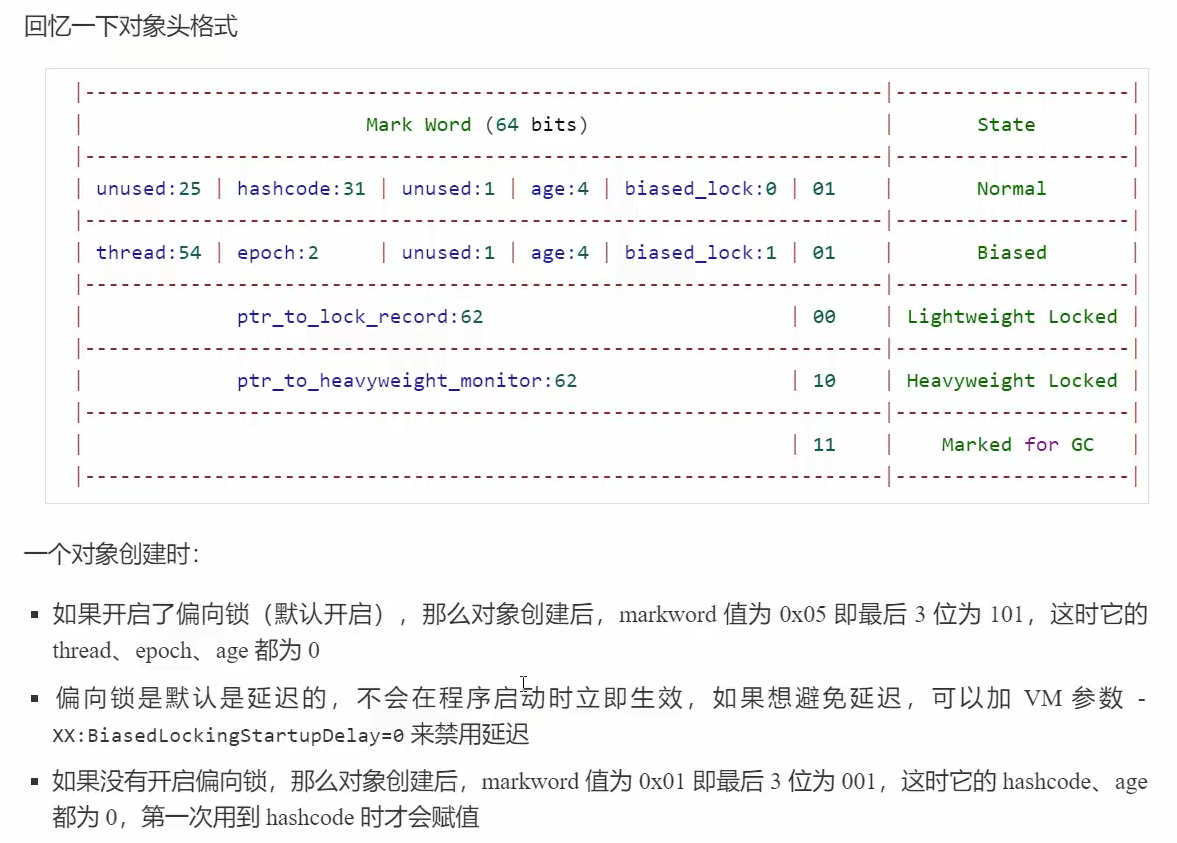 回忆一下对象头格式
|--------------------------------------------------------------------|--------------------|
| Mark Word (64 bits) | State |
|--------------------------------------------------------------------|--------------------|
| unused:25 | hashcode:31 | unused:1 | age:4 | biased_lock:0 | 01 | Normal |
|--------------------------------------------------------------------|--------------------|
| thread:54 | epoch:2 | unused:1 | age:4 | biased_lock:1 | 01 | Biased |
|--------------------------------------------------------------------|--------------------|
| ptr_to_lock_record:62 | 00 | Lightweight Locked |
|--------------------------------------------------------------------|--------------------|
| ptr_to_heavyweight_monitor:62 | 10 | Heavyweight Locked |
|--------------------------------------------------------------------|--------------------|
| | 11 | Marked for GC |
|--------------------------------------------------------------------|--------------------|
一个对象创建时：
▪ 如果开启了偏向锁（默认开启），那么对象创建后，markword 值为 0x05 即最后 3 位为 101，这时它的
thread、epoch、age 都为 0
▪ 偏向锁是默认是延迟的，不会在程序启动时立即生效，如果想避免延迟，可以加 VM 参数 -
XX:BiasedLockingStartupDelay=0 来禁用延迟
▪ 如果没有开启偏向锁，那么对象创建后，markword 值为 0x01 即最后 3 位为 001，这时它的 hashcode、age
都为 0，第一次用到 hashcode 时才会赋值